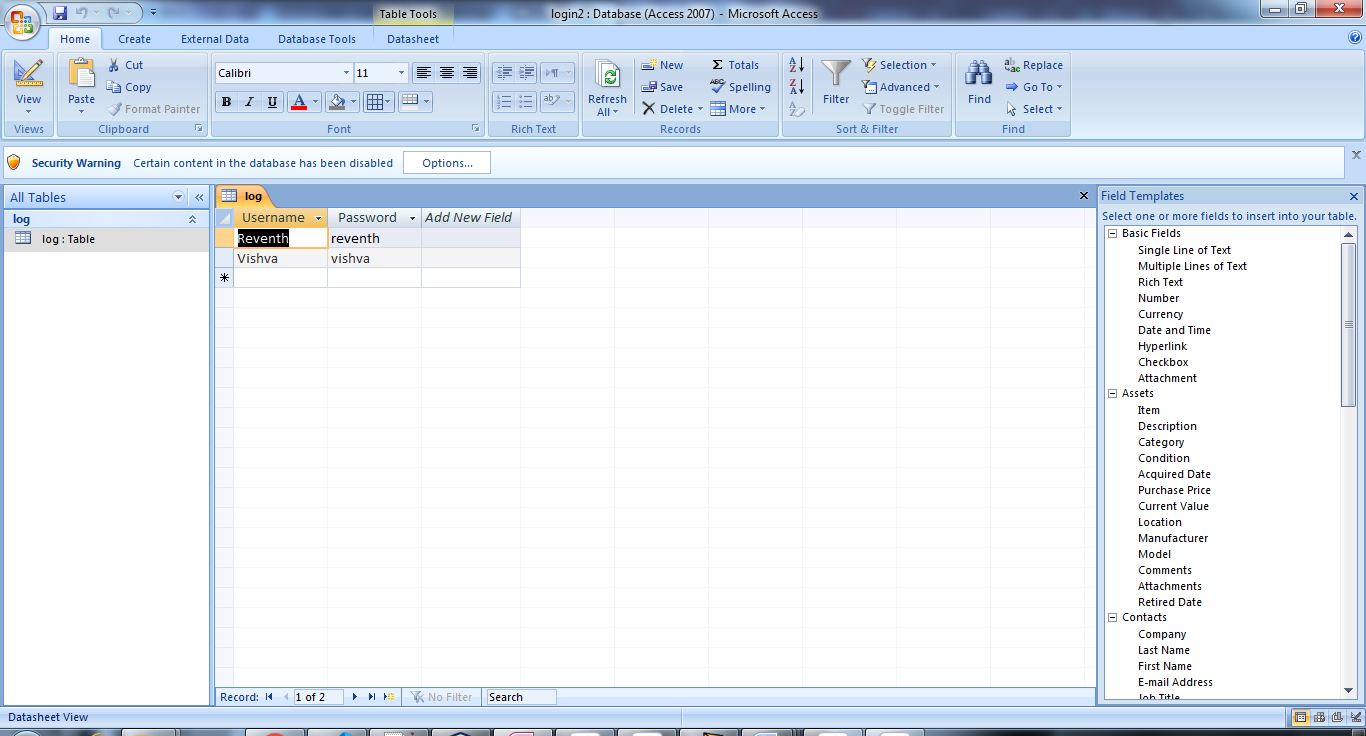 Table Tools
login2 : Database (Access 2007) - Microsoft Access
Home Create External Data Database Tools Datasheet
View
Views
Paste
Cut
Copy
Format Painter
Clipboard
Calibri 11
B I U A
Font
Rich Text
Refresh All
New
Save
Delete
Σ Totals
ABC Spelling
More
Records
A Z
Z A
Filter
Selection
Advanced
Toggle Filter
Sort & Filter
Find
Replace
Go To
Select
Find
Security Warning Certain content in the database has been disabled Options...
All Tables
log
log : Table
log
Username Password Add New Field
Reventh reventh
Vishva vishva
Record: 1 of 2 No Filter Search
Field Templates
Select one or more fields to insert into your table.
Basic Fields
Single Line of Text
Multiple Lines of Text
Rich Text
Number
Currency
Date and Time
Hyperlink
Checkbox
Attachment
Assets
Item
Description
Category
Condition
Acquired Date
Purchase Price
Current Value
Location
Manufacturer
Model
Comments
Attachments
Retired Date
Contacts
Company
Last Name
First Name
E-mail Address
Job Title
Datasheet View